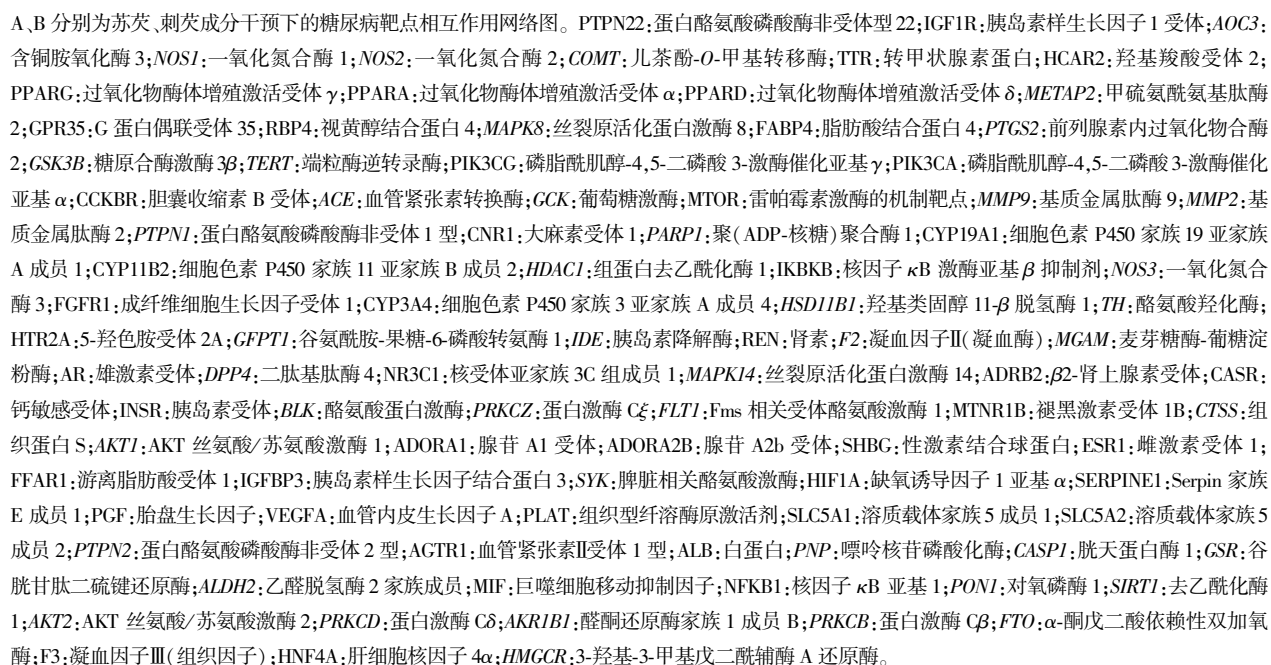 A、B 分别为苏芡、刺芡成分干预下的糖尿病靶点相互作用网络图。PTPN22:蛋白酪氨酸磷酸酶非受体型 22;IGF1R:胰岛素样生长因子 1 受体;AOC3:
含铜胺氧化酶 3;NOS1:一氧化氮合酶 1;NOS2:一氧化氮合酶 2;COMT:儿茶酚-O-甲基转移酶;TTR:转甲状腺素蛋白;HCAR2:羟基羧酸受体 2;
PPARG:过氧化物酶体增殖激活受体 γ;PPARA:过氧化物酶体增殖激活受体 α;PPARD:过氧化物酶体增殖激活受体 δ;METAP2:甲硫氨酰氨基肽酶
2;GPR35:G 蛋白偶联受体 35;RBP4:视黄醇结合蛋白 4;MAPK8:丝裂原活化蛋白激酶 8;FABP4:脂肪酸结合蛋白 4;PTGS2:前列腺素内过氧化物合酶
2;GSK3B:糖原合酶激酶 3β;TERT:端粒酶逆转录酶;PIK3CG:磷脂酰肌醇-4,5-二磷酸 3-激酶催化亚基 γ;PIK3CA:磷脂酰肌醇-4,5-二磷酸 3-激酶催化
亚基 α;CCKBR:胆囊收缩素 B 受体;ACE:血管紧张素转换酶;GCK:葡萄糖激酶;MTOR:雷帕霉素激酶的机制靶点;MMP9:基质金属肽酶 9;MMP2:基
质金属肽酶 2;PTPN1:蛋白酪氨酸磷酸酶非受体 1 型;CNR1:大麻素受体 1;PARP1:聚(ADP-核糖)聚合酶 1;CYP19A1:细胞色素 P450 家族 19 亚家族
A 成员 1;CYP11B2:细胞色素 P450 家族 11 亚家族 B 成员 2;HDAC1:组蛋白去乙酰化酶 1;IKBKB:核因子 κB 激酶亚基 β 抑制剂;NOS3:一氧化氮合
酶 3;FGFR1:成纤维细胞生长因子受体 1;CYP3A4:细胞色素 P450 家族 3 亚家族 A 成员 4;HSD11B1:羟基类固醇 11-β 脱氢酶 1;TH:酪氨酸羟化酶;
HTR2A:5-羟色胺受体 2A;GFPT1:谷氨酰胺-果糖-6-磷酸转氨酶 1;IDE:胰岛素降解酶;REN:肾素;F2:凝血因子Ⅱ(凝血酶);MGAM:麦芽糖酶-葡糖淀
粉酶;AR:雄激素受体;DPP4:二肽基肽酶 4;NR3C1:核受体亚家族 3C 组成员 1;MAPK14:丝裂原活化蛋白激酶 14;ADRB2:β2-肾上腺素受体;CASR:
钙敏感受体;INSR:胰岛素受体;BLK:酪氨酸蛋白激酶;PRKCZ:蛋白激酶 Cξ;FLT1:Fms 相关受体酪氨酸激酶 1;MTNR1B:褪黑激素受体 1B;CTSS:组
织蛋白 S;AKT1:AKT 丝氨酸/苏氨酸激酶 1;ADORA1:腺苷 A1 受体;ADORA2B:腺苷 A2b 受体;SHBG:性激素结合球蛋白;ESR1:雌激素受体 1;
FFAR1:游离脂肪酸受体 1;IGFBP3:胰岛素样生长因子结合蛋白 3;SYK:脾脏相关酪氨酸激酶;HIF1A:缺氧诱导因子 1 亚基 α;SERPINE1:Serpin 家族
E 成员 1;PGF:胎盘生长因子;VEGFA:血管内皮生长因子 A;PLAT:组织型纤溶酶原激活剂;SLC5A1:溶质载体家族 5 成员 1;SLC5A2:溶质载体家族 5
成员 2;PTPN2:蛋白酪氨酸磷酸酶非受体 2 型;AGTR1:血管紧张素Ⅱ受体 1 型;ALB:白蛋白;PNP:嘌呤核苷磷酸化酶;CASP1:胱天蛋白酶 1;GSR:谷
胱甘肽二硫键还原酶;ALDH2:乙醛脱氢酶 2 家族成员;MIF:巨噬细胞移动抑制因子;NFKB1:核因子 κB 亚基 1;PON1:对氧磷酶 1;SIRT1:去乙酰化酶
1;AKT2:AKT 丝氨酸/苏氨酸激酶 2;PRKCD:蛋白激酶 Cδ;AKR1B1:醛酮还原酶家族 1 成员 B;PRKCB:蛋白激酶 Cβ;FTO:α-酮戊二酸依赖性双加氧
酶;F3:凝血因子Ⅲ(组织因子);HNF4A:肝细胞核因子 4α;HMGCR:3-羟基-3-甲基戊二酰辅酶 A 还原酶。